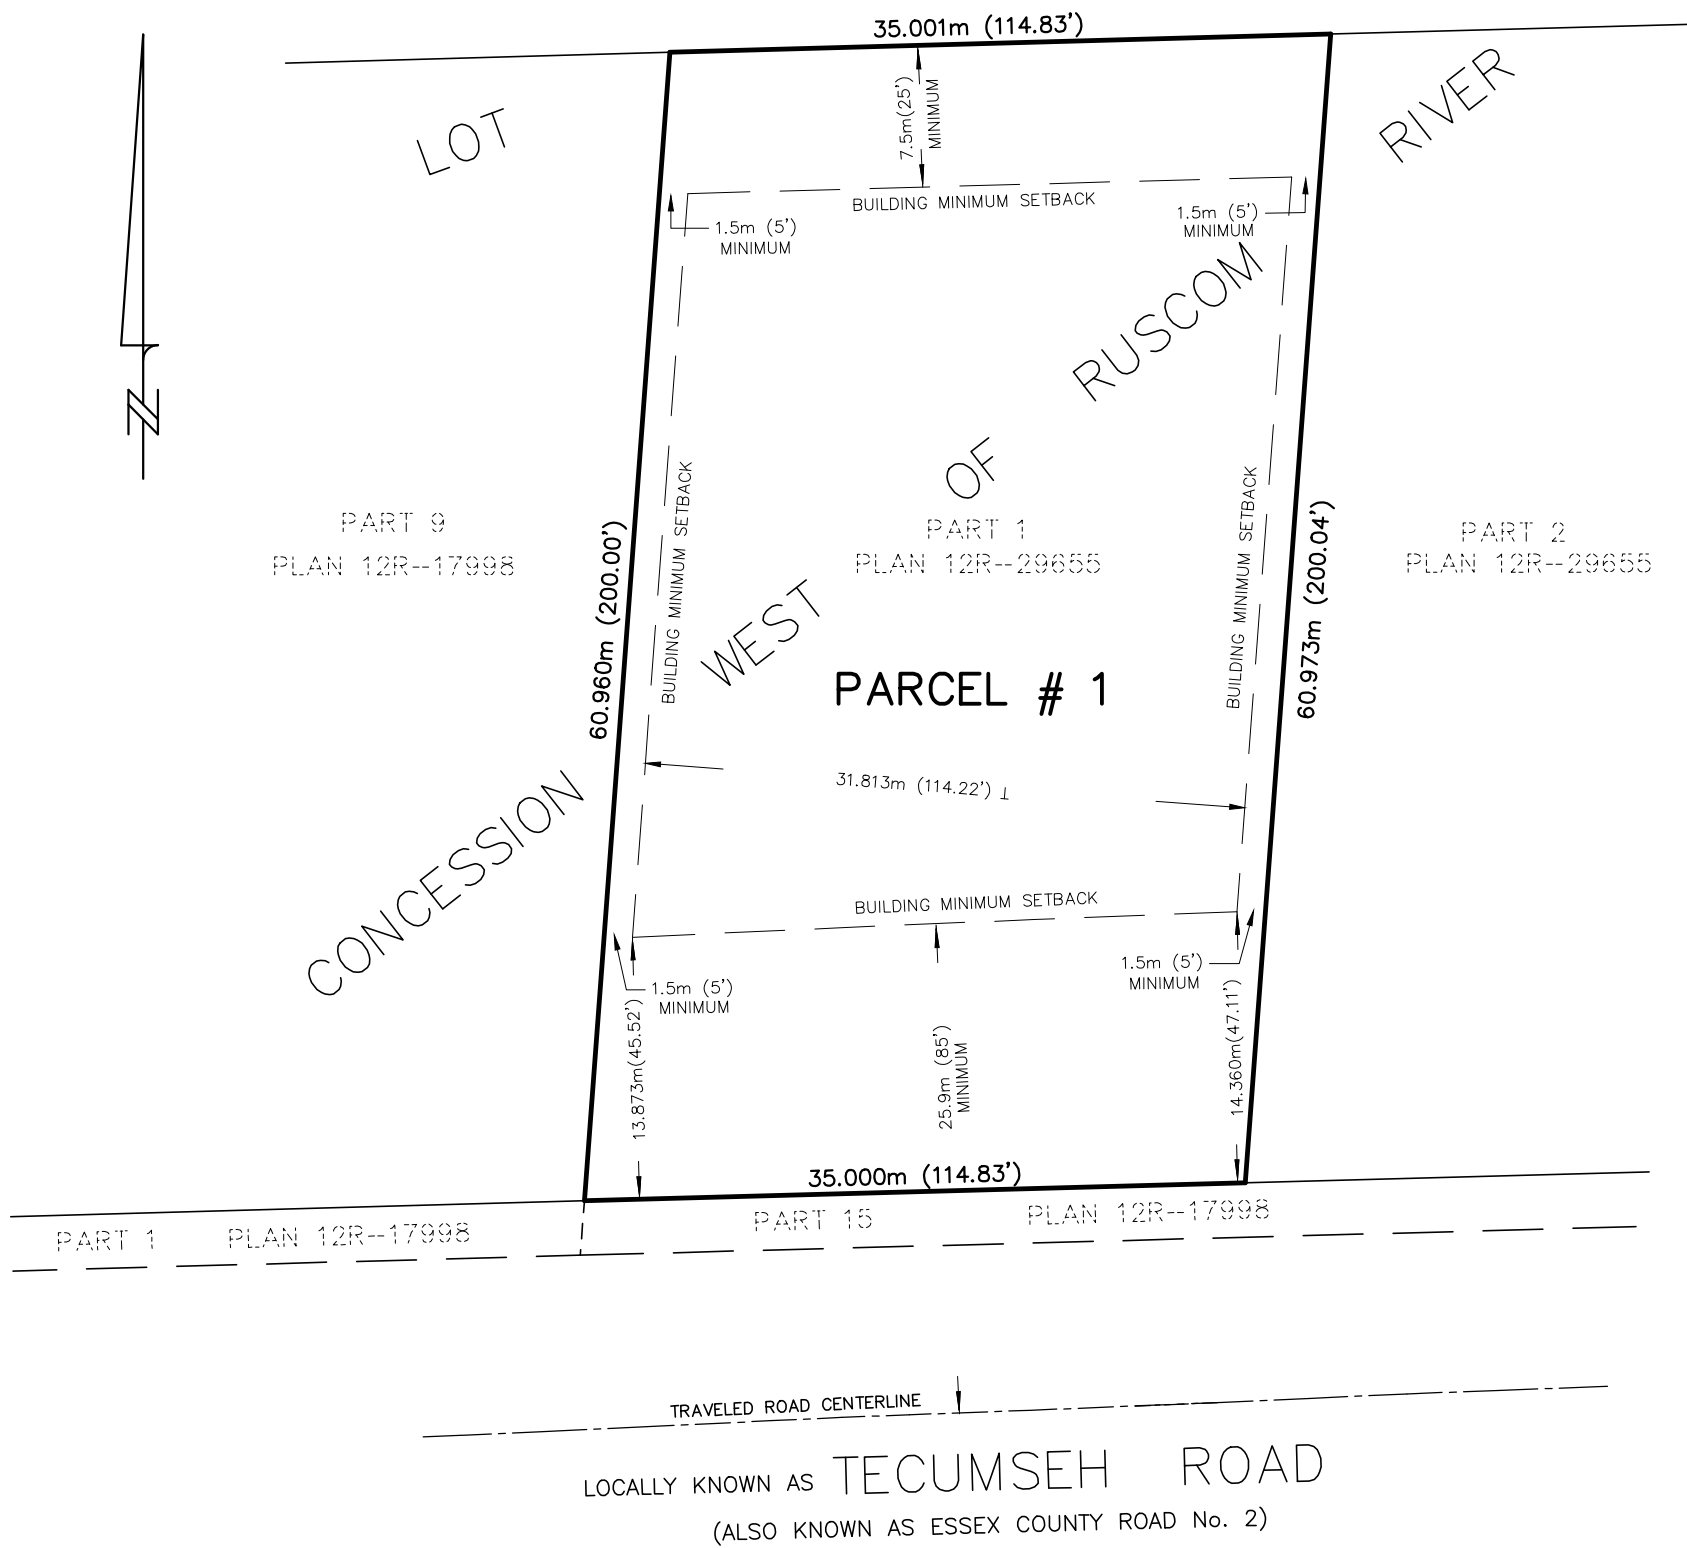 35.001m (114.83')
LOT
RIVER
7.5m(25')
MINIMUM
BUILDING MINIMUM SETBACK
1.5m (5')
MINIMUM
1.5m (5')
MINIMUM
RUSCOM
N
OF
PART 9
PLAN 12R--17998
PART 1
PLAN 12R--29655
PART 2
PLAN 12R--29655
60.960m (200.00')
BUILDING MINIMUM SETBACK
BUILDING MINIMUM SETBACK
60.973m (200.04')
WEST
PARCEL # 1
31.813m (114.22') ⊥
CONCESSION
BUILDING MINIMUM SETBACK
1.5m (5')
MINIMUM
1.5m (5')
MINIMUM
13.873m(45.52')
25.9m (85')
MINIMUM
14.360m(47.11')
35.000m (114.83')
PART 1 PLAN 12R--17998
PART 15 PLAN 12R--17998
TRAVELED ROAD CENTERLINE
LOCALLY KNOWN AS TECUMSEH ROAD
(ALSO KNOWN AS ESSEX COUNTY ROAD No. 2)